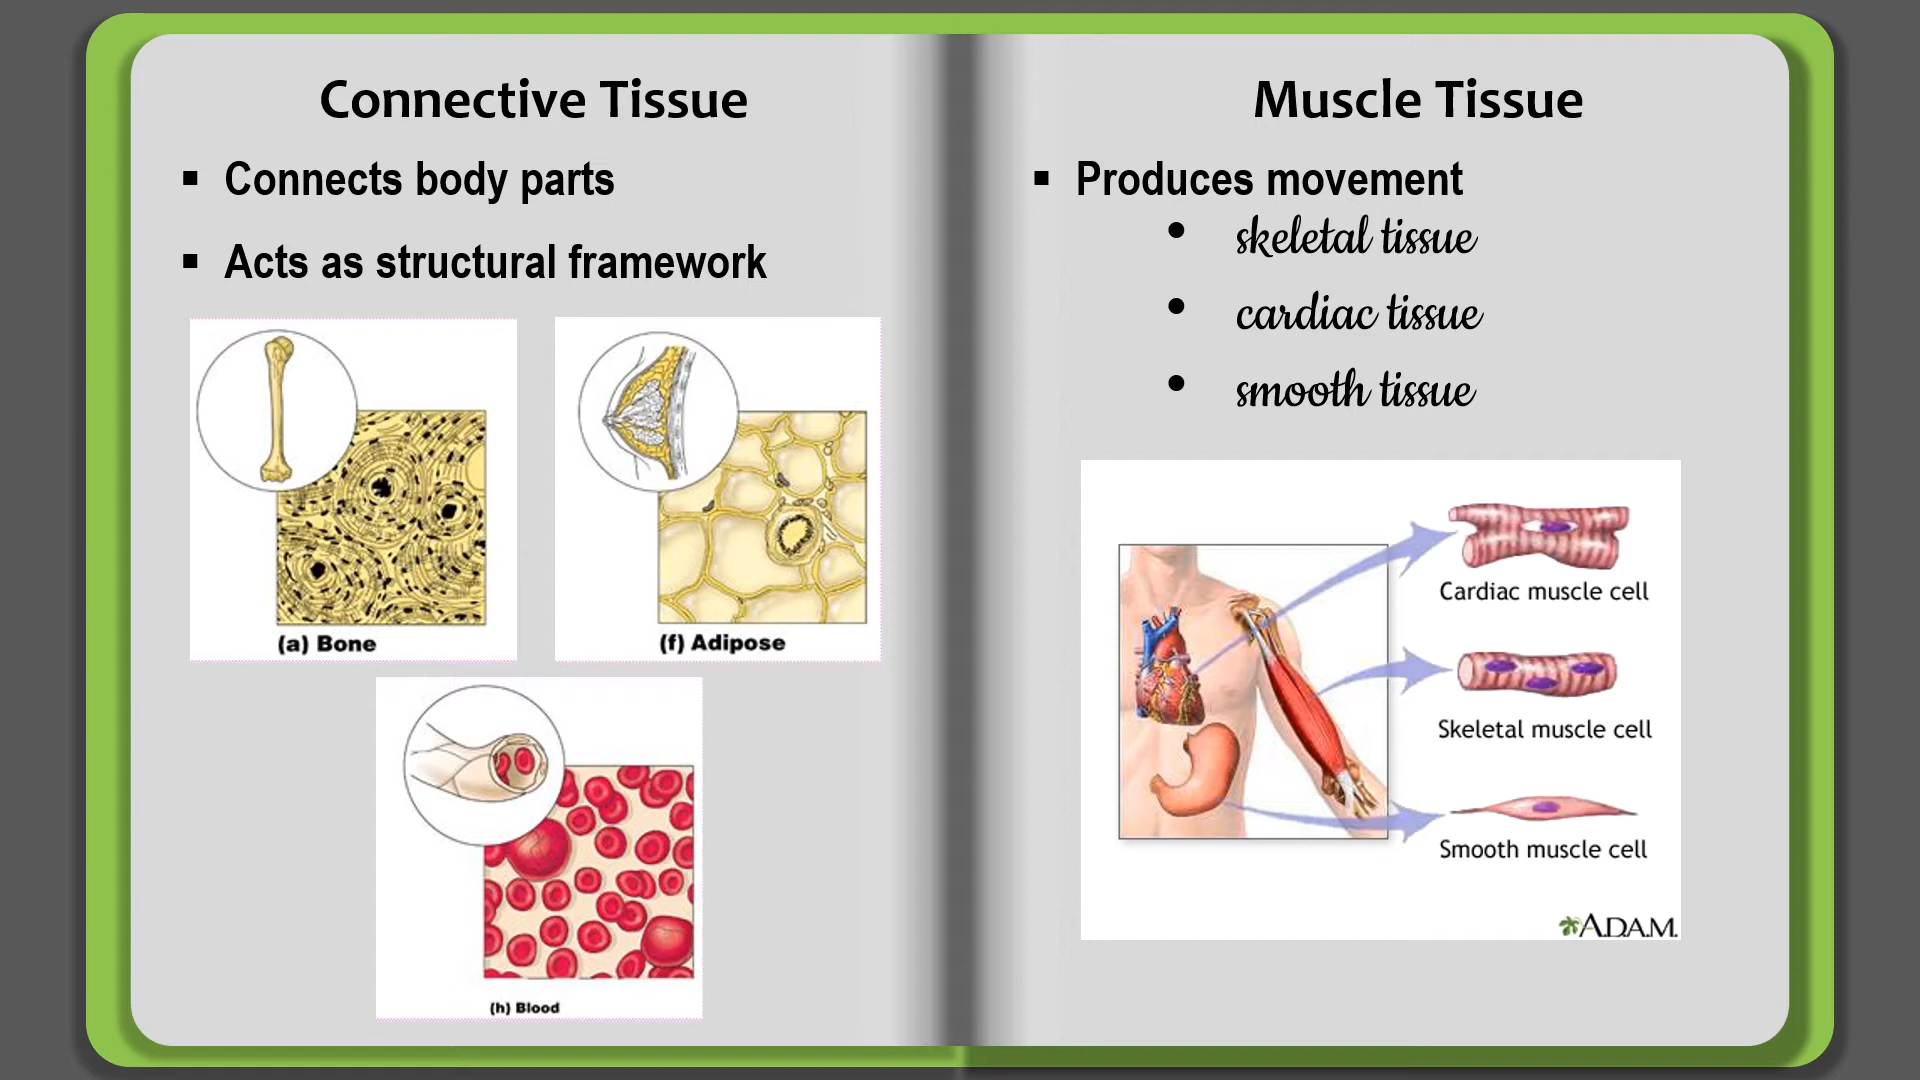 Connective Tissue
▪ Connects body parts
▪ Acts as structural framework
(a) Bone
(f) Adipose
(h) Blood
Muscle Tissue
▪ Produces movement
• skeletal tissue
• cardiac tissue
• smooth tissue
Cardiac muscle cell
Skeletal muscle cell
Smooth muscle cell
A.D.A.M.